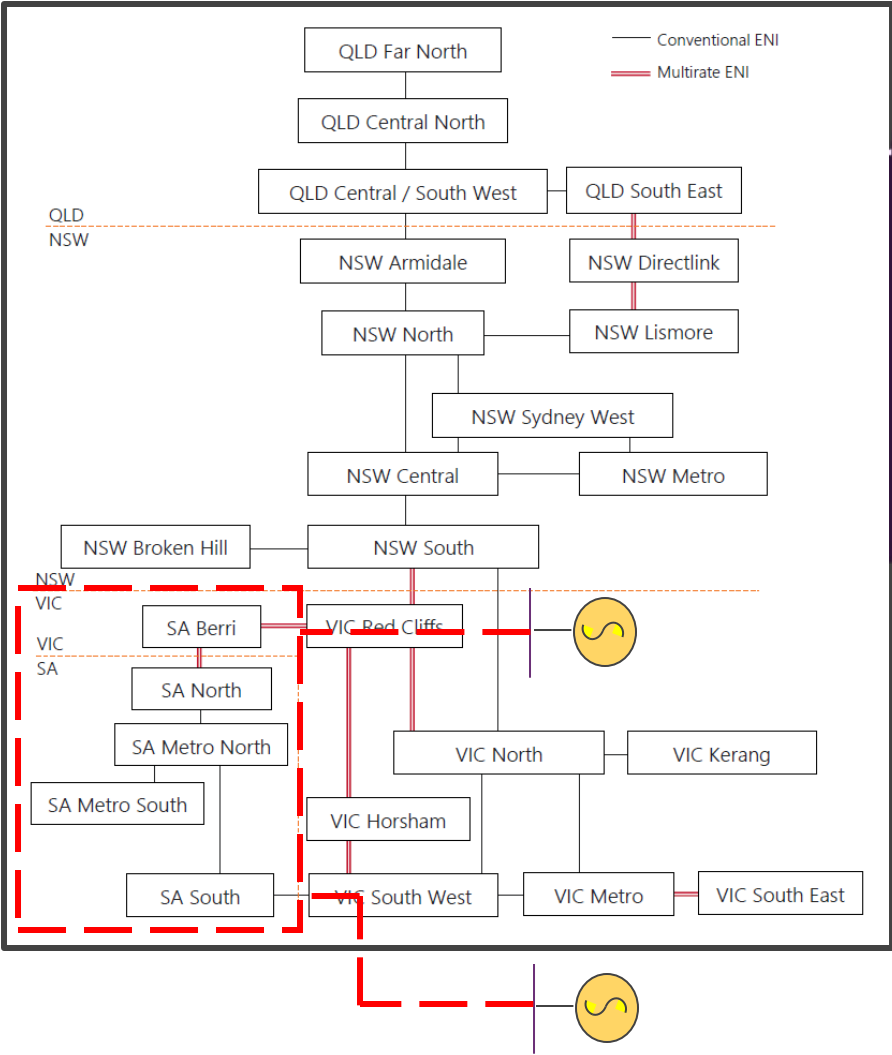 QLD Far North
Conventional ENI
Multirate ENI
QLD Central North
QLD Central / South West
QLD South East
QLD
NSW
NSW Armidale
NSW Directlink
NSW North
NSW Lismore
NSW Sydney West
NSW Central
NSW Metro
NSW Broken Hill
NSW South
NSW
VIC
SA Berri
VIC Red Cliffs
VIC
SA
SA North
SA Metro North
VIC North
VIC Kerang
SA Metro South
VIC Horsham
SA South
VIC South West
VIC Metro
VIC South East